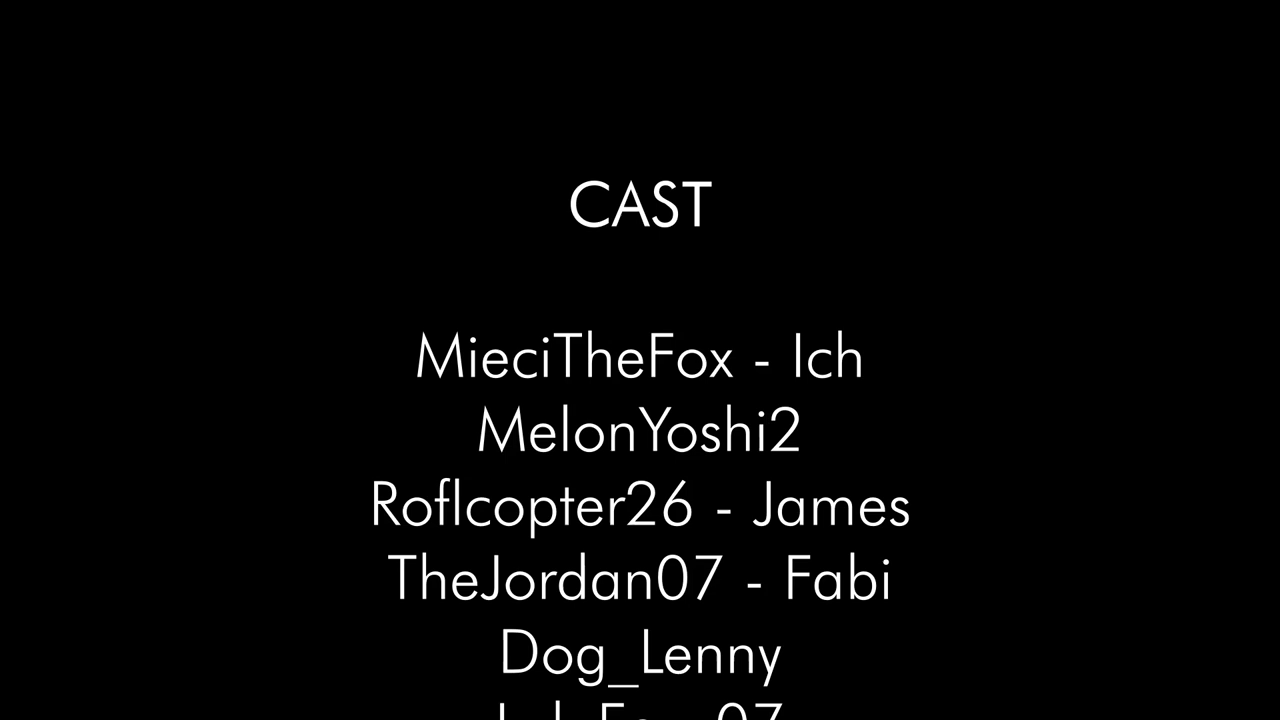 CAST
MieciTheFox - Ich
MelonYoshi2
Roflcopter26 - James
TheJordan07 - Fabi
Dog_Lenny